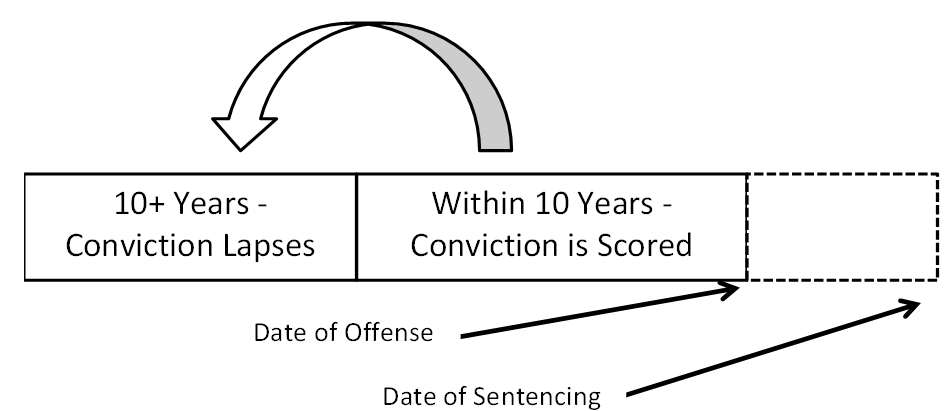 10+ Years -
Conviction Lapses
Within 10 Years -
Conviction is Scored
Date of Offense
Date of Sentencing